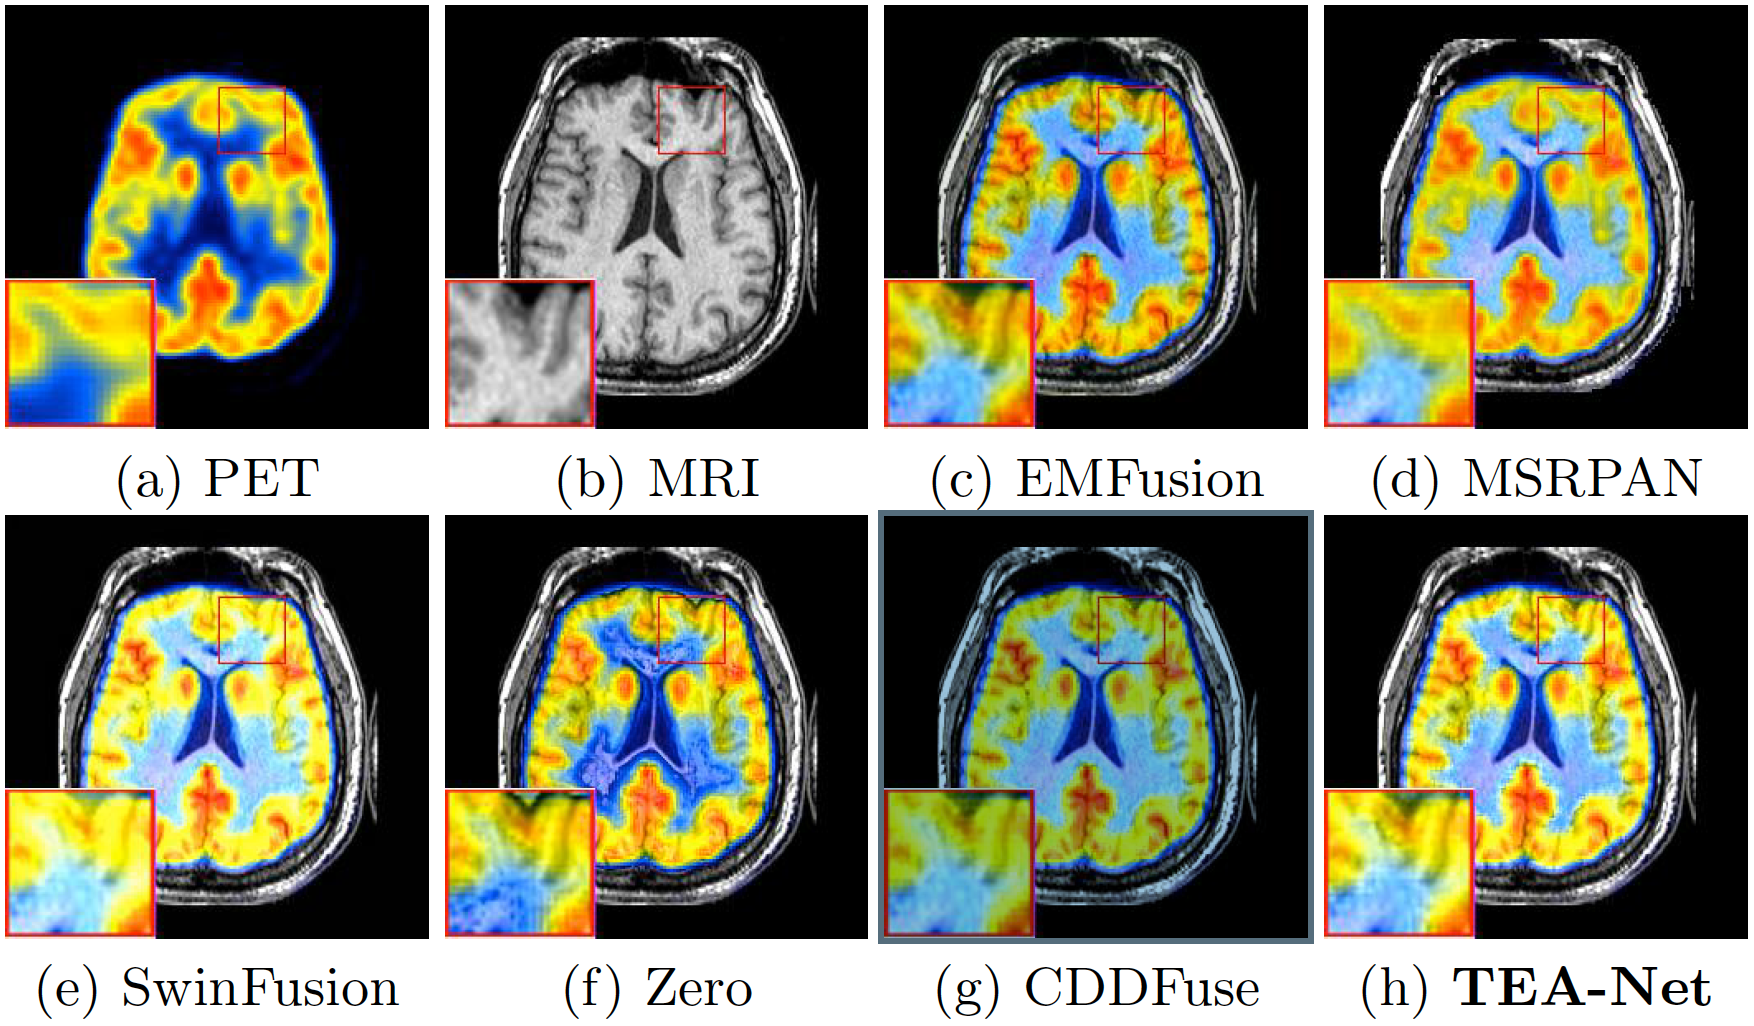 (a) PET
(b) MRI
(c) EMFusion
(d) MSRPAN
(e) SwinFusion
(f) Zero
(g) CDDFuse
(h) TEA-Net